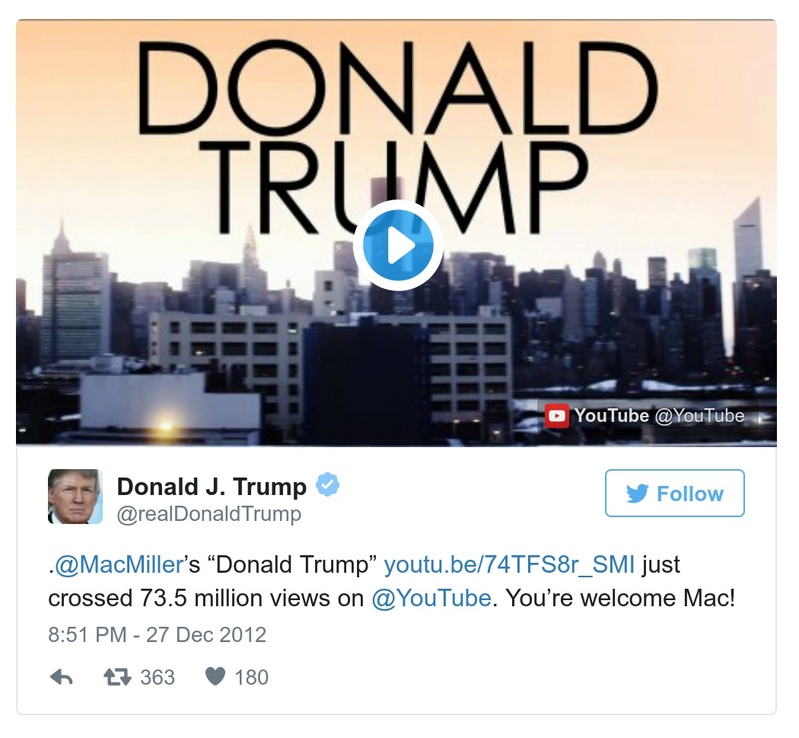 DONALD
TRUMP
YouTube @YouTube
Donald J. Trump
@realDonaldTrump
Follow
.@MacMiller’s “Donald Trump” youtu.be/74TFS8r_SMI just
crossed 73.5 million views on @YouTube. You’re welcome Mac!
8:51 PM - 27 Dec 2012
363 180